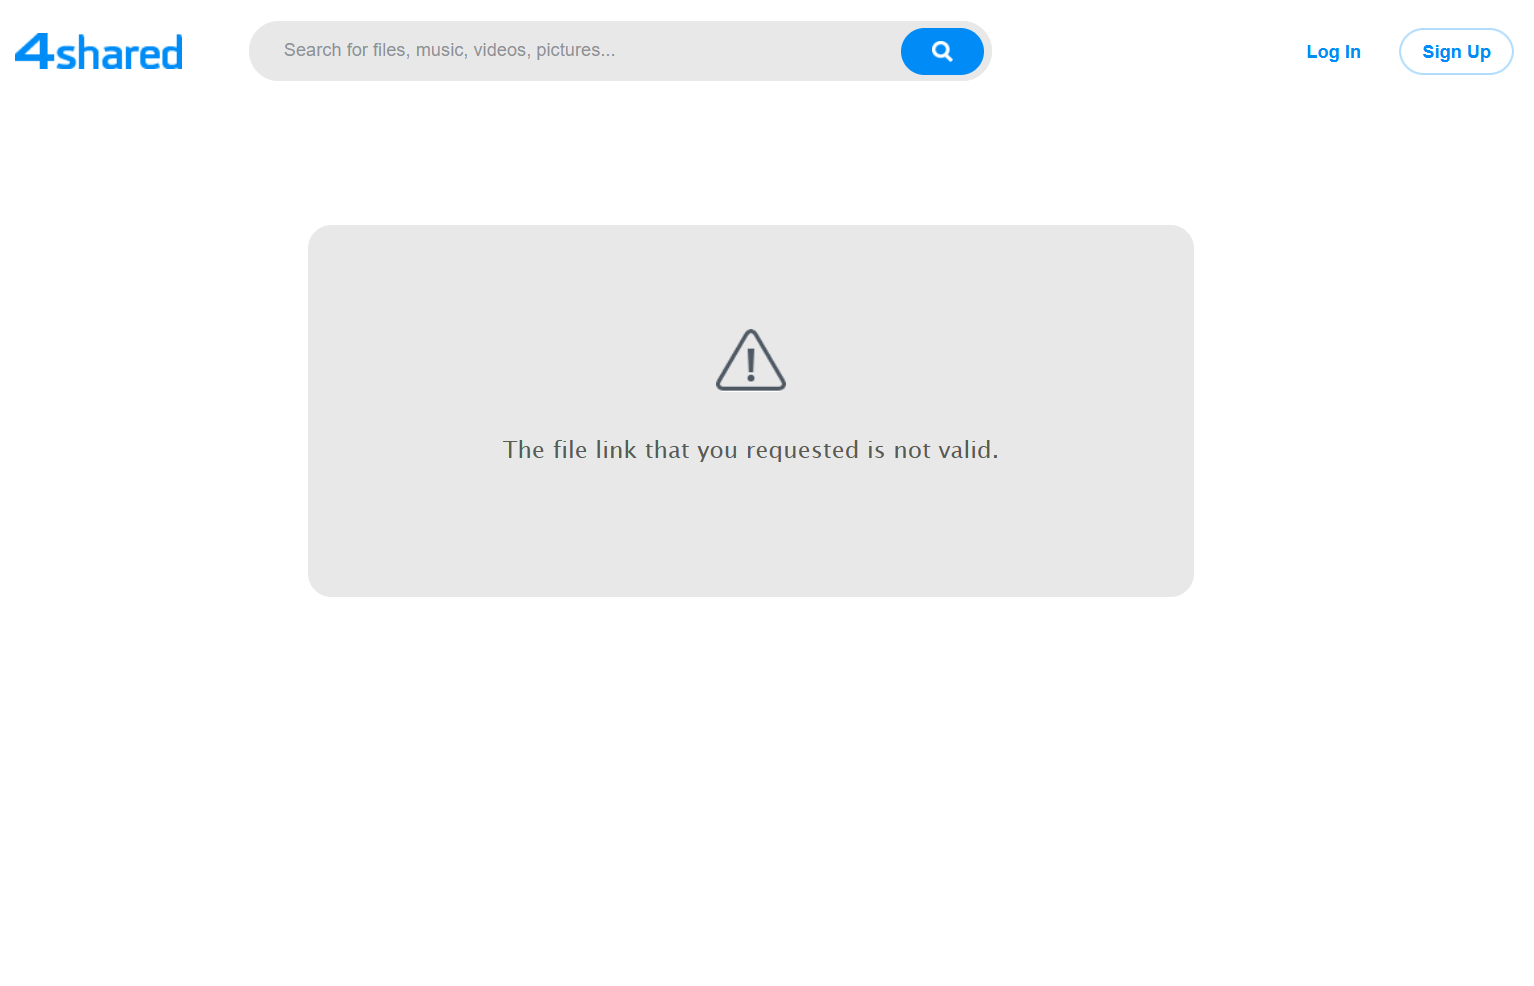 4shared
Search for files, music, videos, pictures...
Log In
Sign Up
The file link that you requested is not valid.